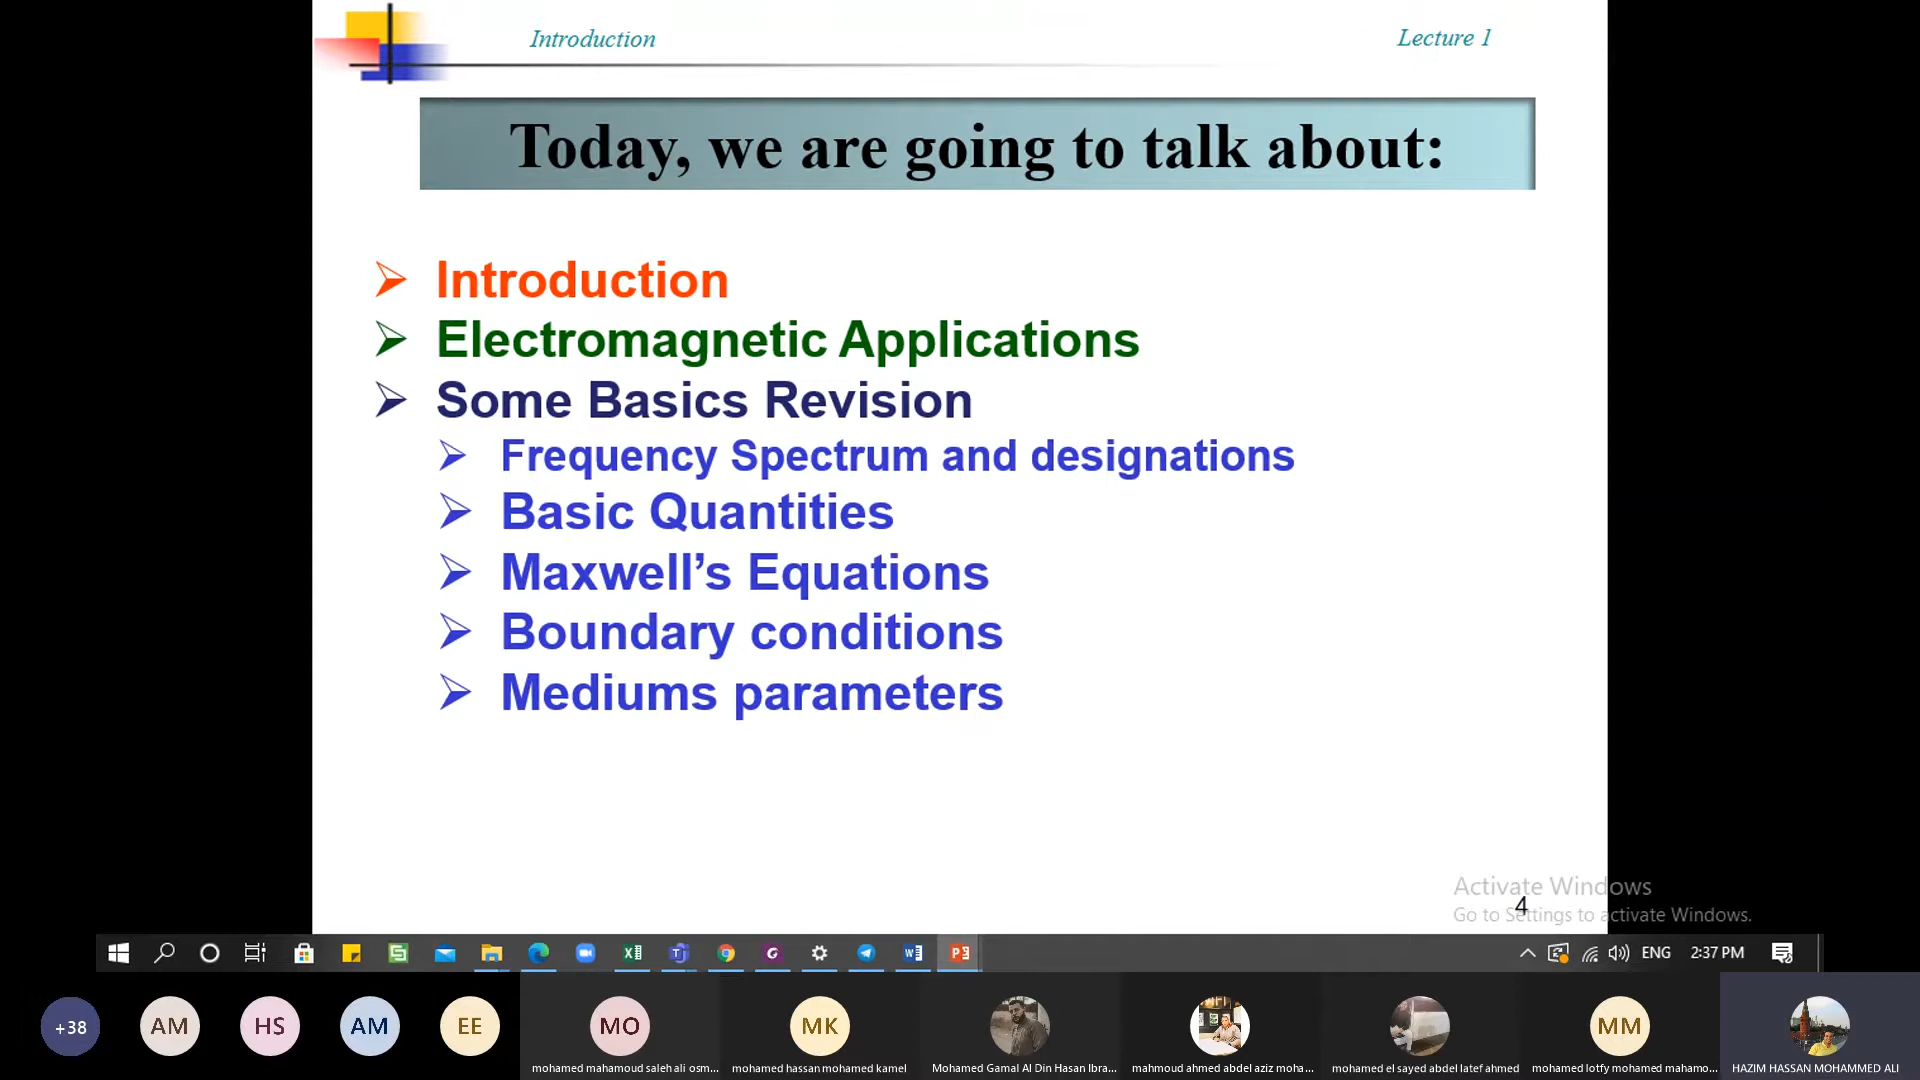 Introduction
Lecture 1
Today, we are going to talk about:
Introduction
Electromagnetic Applications
Some Basics Revision
Frequency Spectrum and designations
Basic Quantities
Maxwell’s Equations
Boundary conditions
Mediums parameters
Activate Windows
4
Go to Settings to activate Windows.
ENG
2:37 PM
+38
AM
HS
AM
EE
MO
MK
MM
mohamed mahamoud saleh ali osm...
mohamed hassan mohamed kamel
Mohamed Gamal Al Din Hasan Ibra...
mahmoud ahmed abdel aziz moha...
mohamed el sayed abdel latef ahmed
mohamed lotfy mohamed mahamo...
HAZIM HASSAN MOHAMMED ALI